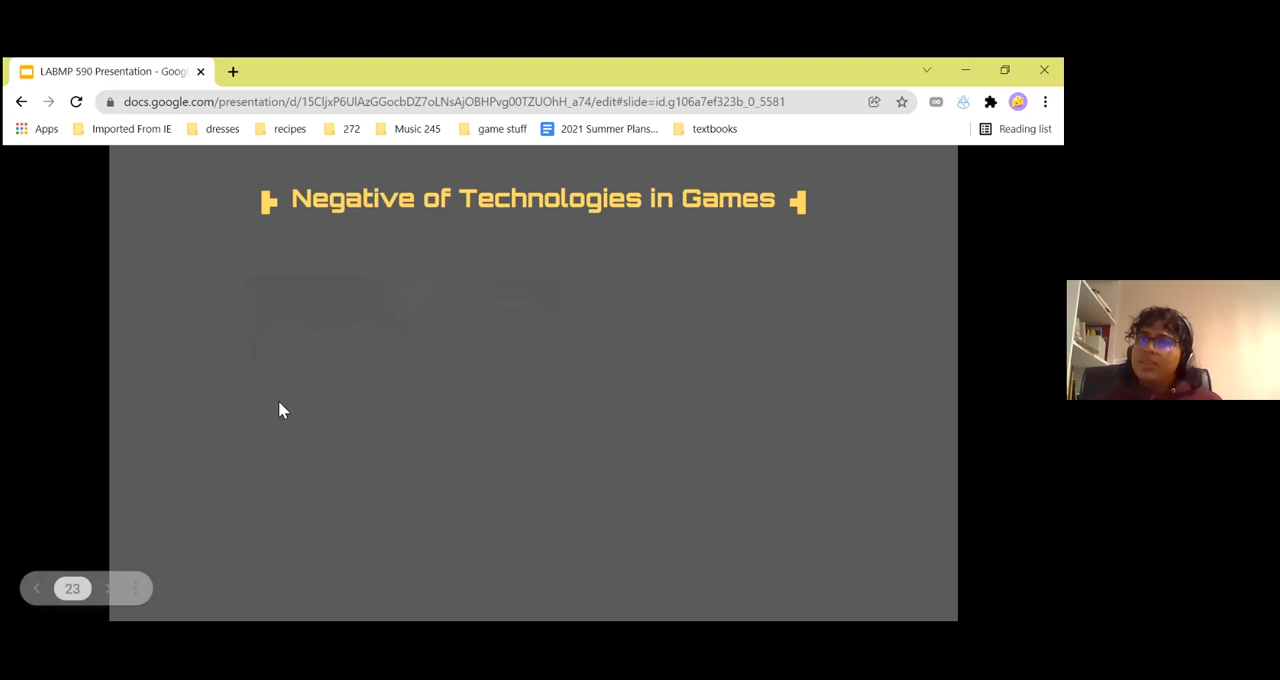 LABMP 590 Presentation - Goog
docs.google.com/presentation/d/15CljxP6UlAzGGocbDZ7oLNsAjOBHPvg00TZUOhH_a74/edit#slide=id.g106a7ef323b_0_5581
Apps Imported From IE dresses recipes 272 Music 245 game stuff 2021 Summer Plans... textbooks Reading list
Negative of Technologies in Games
23